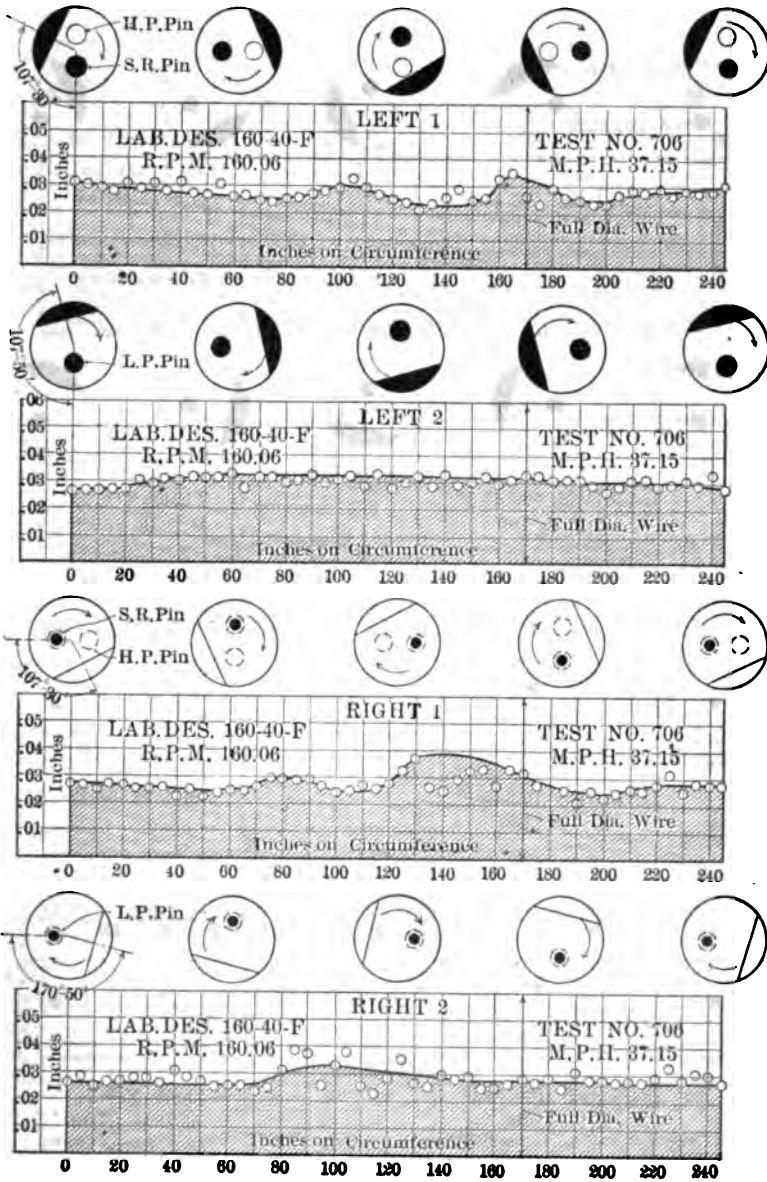 H.P.Pin
S.R.Pin
107°30'
LEFT 1
LAB.DES. 160-40-F
R.P.M. 160.06
TEST NO. 706
M.P.H. 37.15
.05
.04
.03
.02
.01
Inches
Full Dia. Wire
Inches on Circumference
0 20 40 60 80 100 120 140 160 180 200 220 240
L.P.Pin
107°30'
LEFT 2
LAB.DES. 160-40-F
R.P.M. 160.06
TEST NO. 706
M.P.H. 37.15
.06
.05
.04
.03
.02
.01
Inches
Full Dia. Wire
Inches on Circumference
0 20 40 60 80 100 120 140 160 180 200 220 240
S.R.Pin
H.P.Pin
107°30'
RIGHT 1
LAB.DES. 160-40-F
R.P.M. 160.06
TEST NO. 706
M.P.H. 37.15
.05
.04
.03
.02
.01
Inches
Full Dia. Wire
Inches on Circumference
0 20 40 60 80 100 120 140 160 180 200 220 240
L.P.Pin
170°50'
RIGHT 2
LAB.DES. 160-40-F
R.P.M. 160.06
TEST NO. 706
M.P.H. 37.15
.05
.04
.03
.02
.01
Inches
Full Dia. Wire
Inches on Circumference
0 20 40 60 80 100 120 140 160 180 200 220 240